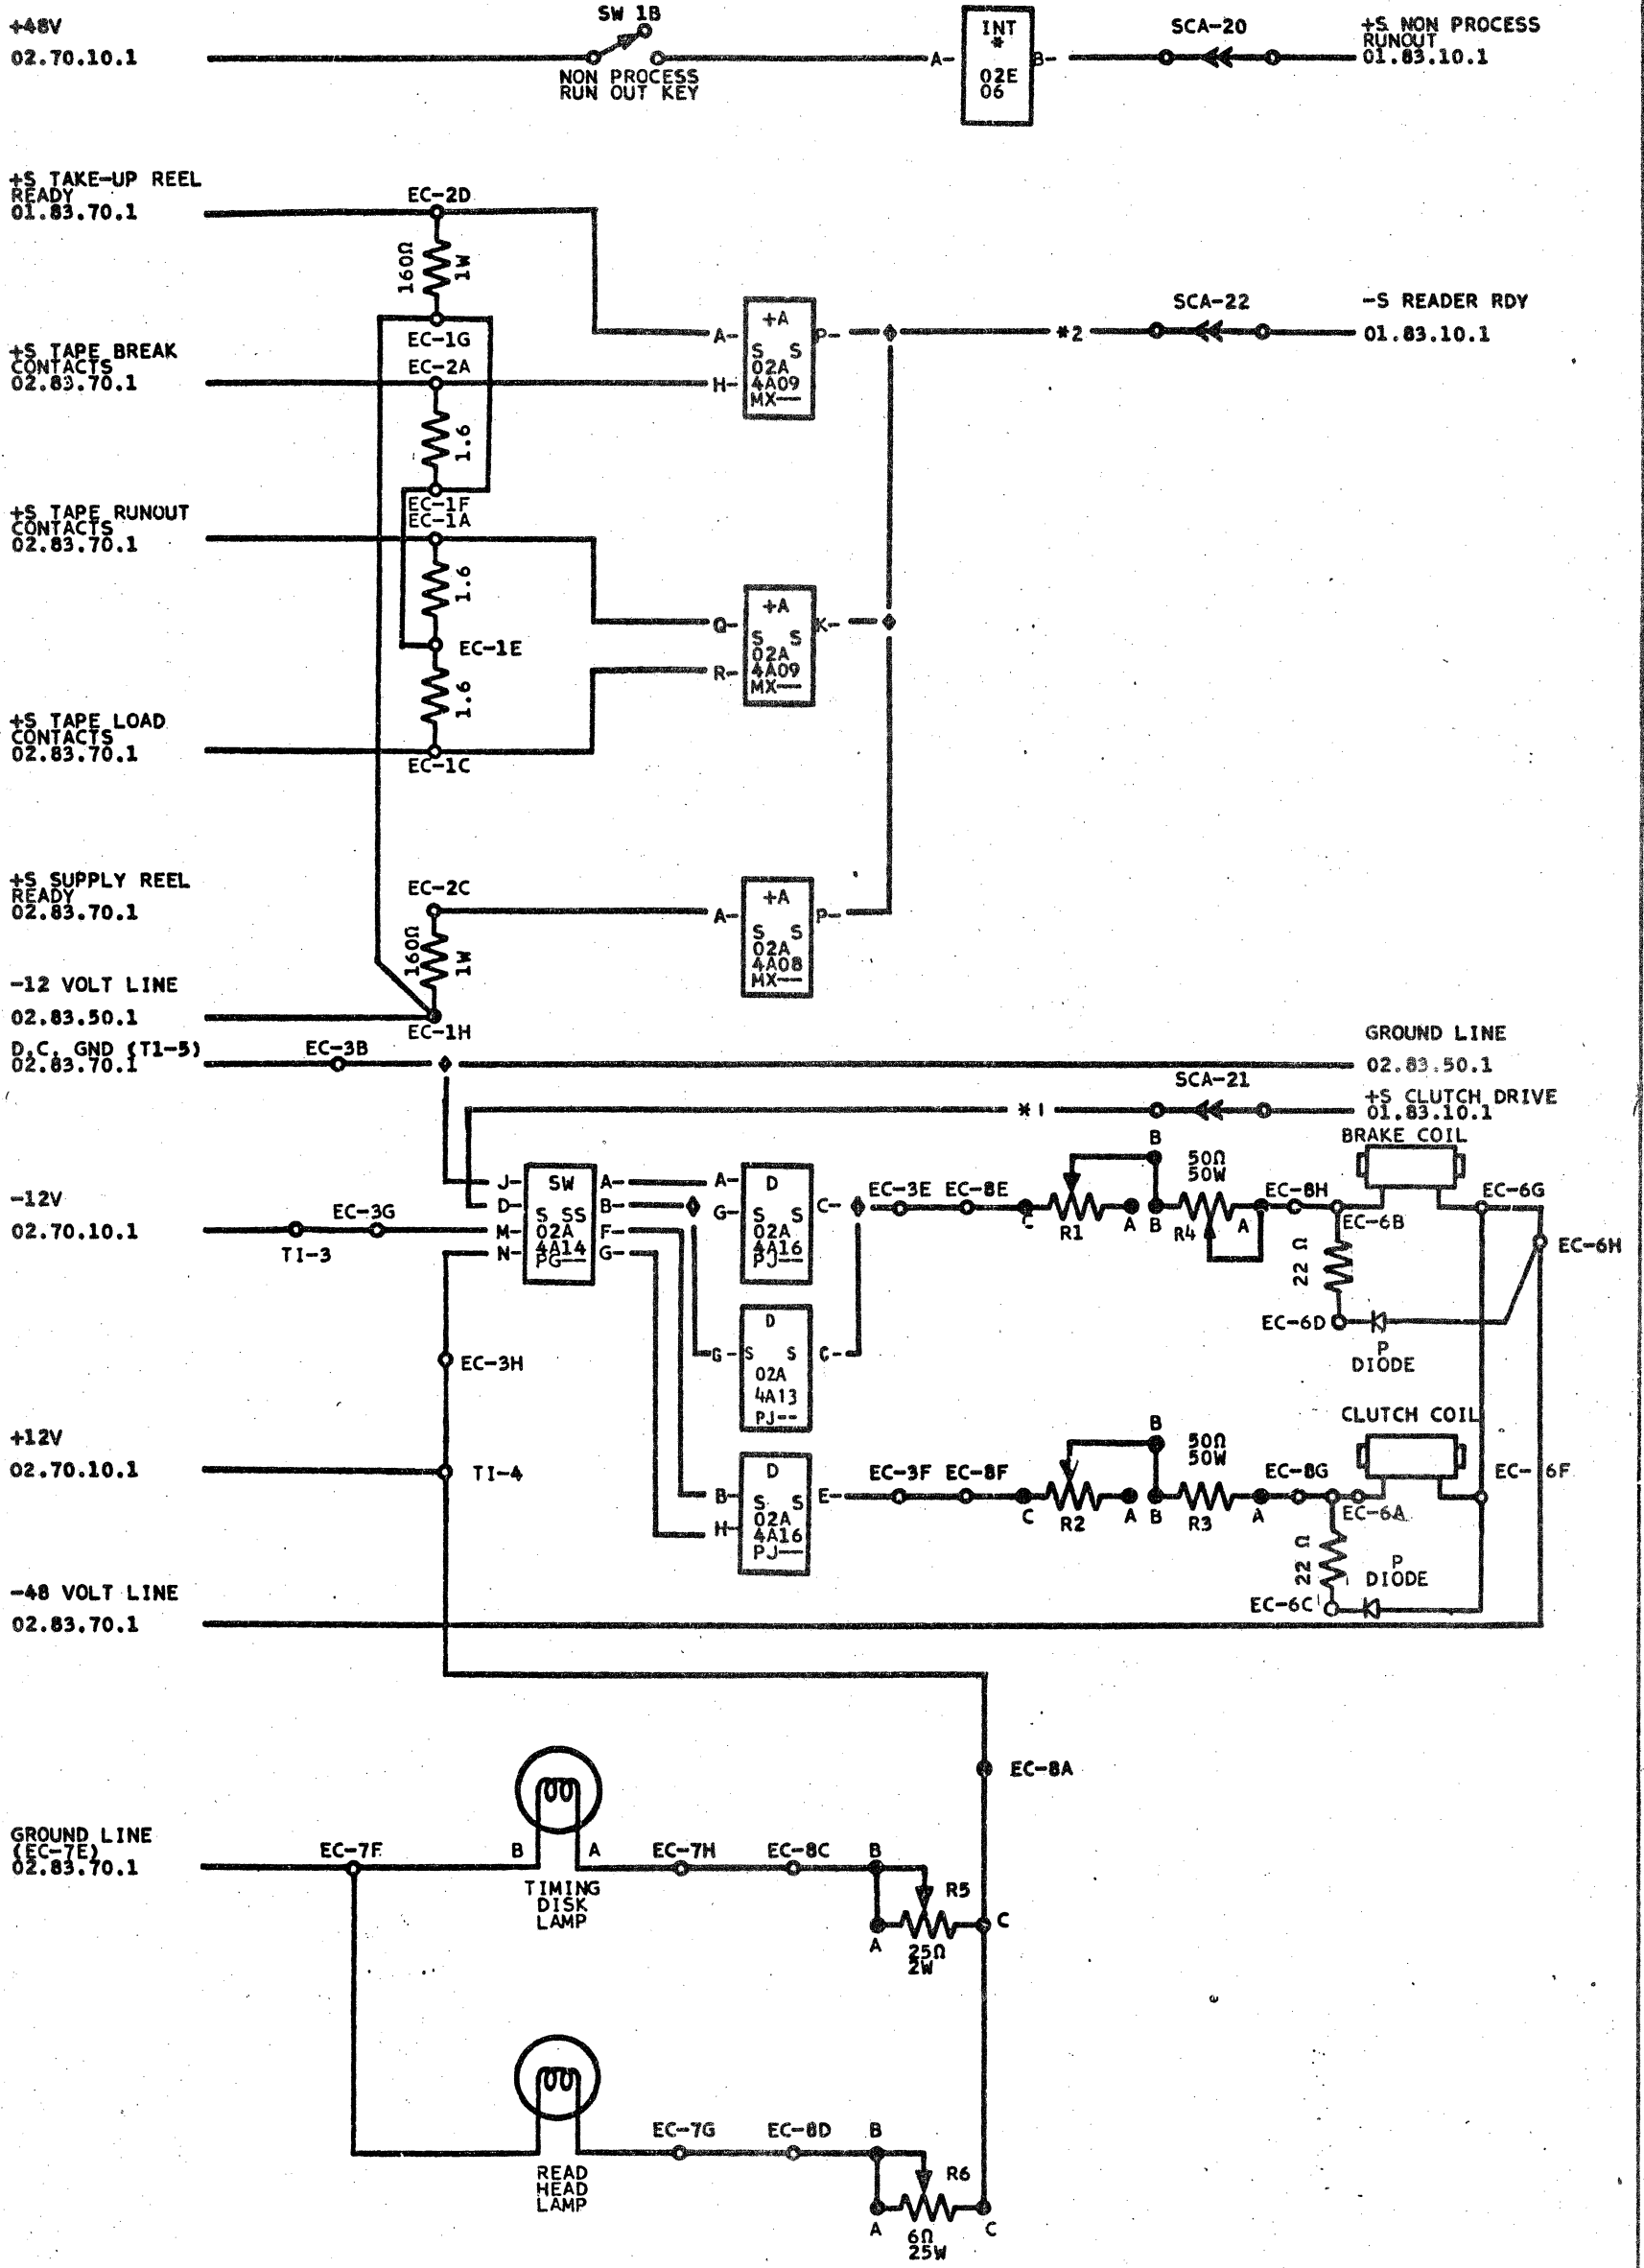 +48V
02.70.10.1
SW 1B
NON PROCESS
RUN OUT KEY
A-
INT
*
02E
06
B-
SCA-20
+S NON PROCESS
RUNOUT
01.83.10.1
+S TAKE-UP REEL
READY
01.83.70.1
EC-2D
160Ω
1W
EC-1G
+S TAPE BREAK
CONTACTS
02.83.70.1
EC-2A
1.6
EC-1F
A-
H-
+A
S S
02A
4A09
MX--
P-
*2
SCA-22
-S READER RDY
01.83.10.1
+S TAPE RUNOUT
CONTACTS
02.83.70.1
EC-1A
1.6
EC-1E
1.6
Q-
R-
+A
S S
02A
4A09
MX--
K-
+S TAPE LOAD
CONTACTS
02.83.70.1
EC-1C
+S SUPPLY REEL
READY
02.83.70.1
EC-2C
160Ω
1W
A-
+A
S S
02A
4A08
MX--
P-
-12 VOLT LINE
02.83.50.1
EC-1H
D.C. GND (T1-5)
02.83.70.1
EC-3B
GROUND LINE
02.83.50.1
*1
SCA-21
+S CLUTCH DRIVE
01.83.10.1
-12V
02.70.10.1
TI-3
EC-3G
J-
D-
M-
N-
SW
S SS
02A
4A14
PG--
A-
B-
F-
G-
A-
G-
D
S S
02A
4A16
PJ--
C-
EC-3E
EC-8E
C
R1
A
B
B
50Ω
50W
R4
A
EC-8H
BRAKE COIL
EC-6B
EC-6G
EC-6H
22 Ω
EC-6D
P
DIODE
G-
D
S S
02A
4A13
PJ--
C-
EC-3H
+12V
02.70.10.1
TI-4
B-
H-
D
S S
02A
4A16
PJ--
E-
EC-3F
EC-8F
C
R2
A
B
B
50Ω
50W
R3
A
EC-8G
CLUTCH COIL
EC-6A
EC-6F
22 Ω
EC-6C
P
DIODE
-48 VOLT LINE
02.83.70.1
EC-8A
GROUND LINE
(EC-7E)
02.83.70.1
EC-7F
B
A
TIMING
DISK
LAMP
EC-7H
EC-8C
B
R5
A
C
25Ω
2W
READ
HEAD
LAMP
EC-7G
EC-8D
B
R6
A
C
6Ω
25W